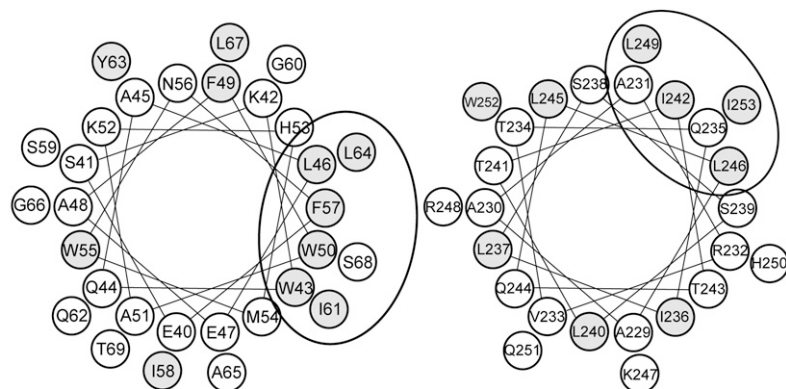 L67
Y63
G60
N56
F49
A45
K42
K52
H53
S59
L64
S41
L46
G66
A48
F57
W55
W50
S68
Q44
W43
Q62
A51
M54
I61
E40
E47
T69
I58
A65
L249
S238
A231
W252
L245
I242
I253
T234
Q235
T241
L246
R248
A230
S239
L237
R232
H250
Q244
T243
V233
I236
L240
A229
Q251
K247